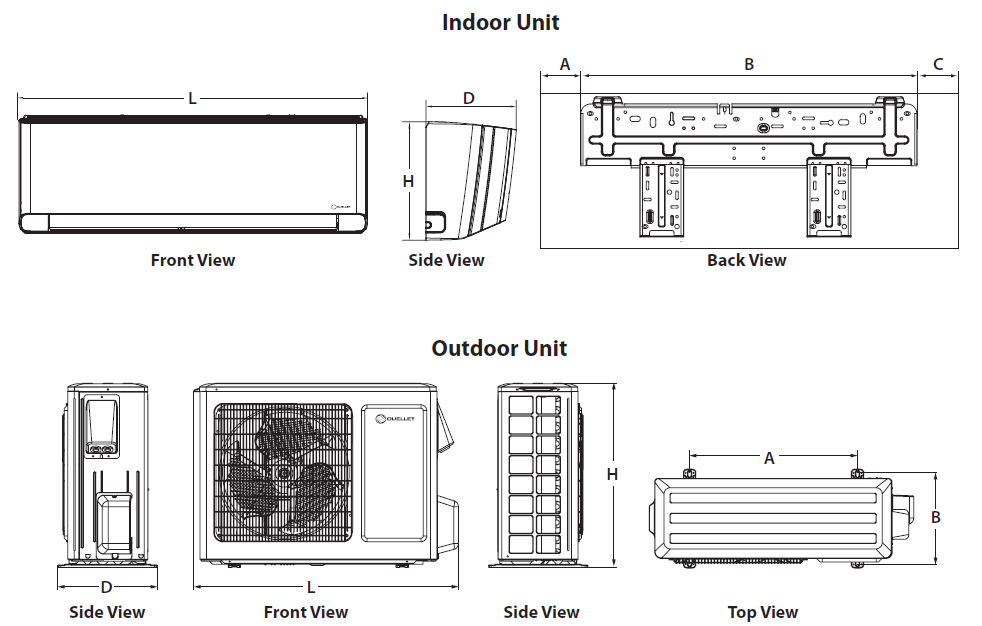 Indoor Unit
A B C
L D
H
OUELLET
Front View Side View Back View
Outdoor Unit
OUELLET
A
H
B
D L
Side View Front View Side View Top View